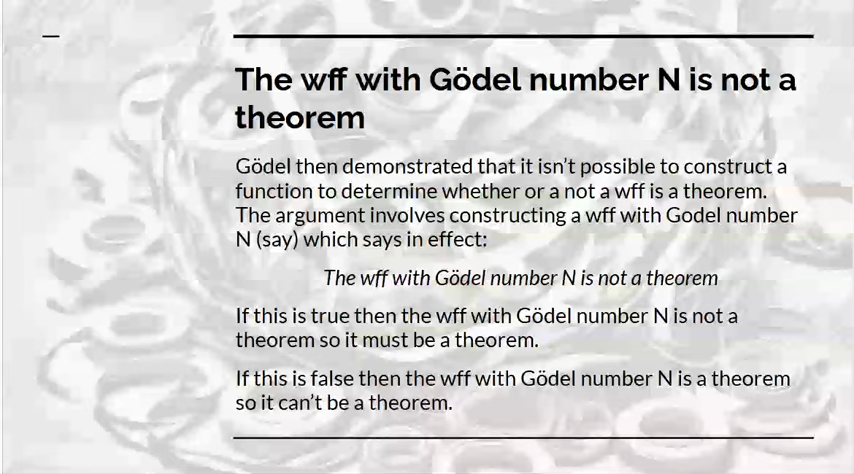 The wff with Gödel number N is not a
theorem
Gödel then demonstrated that it isn't possible to construct a
function to determine whether or a not a wff is a theorem.
The argument involves constructing a wff with Godel number
N (say) which says in effect:
The wff with Gödel number N is not a theorem
If this is true then the wff with Gödel number N is not a
theorem so it must be a theorem.
If this is false then the wff with Gödel number N is a theorem
so it can't be a theorem.